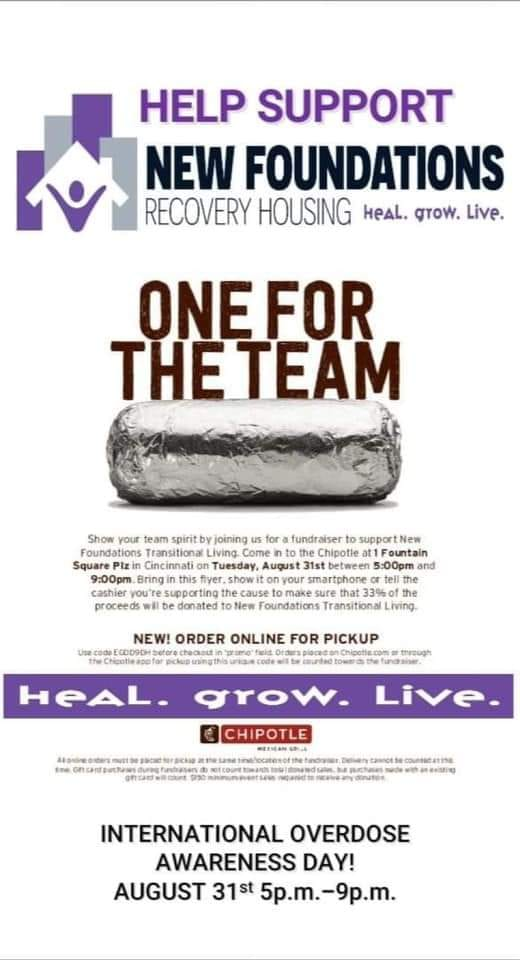 HELP SUPPORT
NEW FOUNDATIONS
RECOVERY HOUSING HeAL. grow. Live.
ONE FOR
THE TEAM
Show your team spirit by joining us for a fundraiser to support New
Foundations Transitional Living. Come in to the Chipotle at 1 Fountain
Square Plz in Cincinnati on Tuesday, August 31st between 5:00pm and
9:00pm. Bring in this flyer, show it on your smartphone or tell the
cashier you're supporting the cause to make sure that 33% of the
proceeds will be donated to New Foundations Transitional Living.
NEW! ORDER ONLINE FOR PICKUP
Use code EGDD9DH before checkout in 'promo' field. Orders placed on Chipotle.com or through
the Chipotle app for pickup using this unique code will be counted towards the fundraiser.
HeAL. grow. Live.
CHIPOTLE
MEXICAN GRILL
All online orders must be placed for pickup at the same time/location of the fundraiser. Delivery cannot be counted at this
time. Gift card purchases during fundraisers do not count towards total donated sales, but purchases made with an existing
gift card will count. $150 minimum event sales required to receive any donation.
INTERNATIONAL OVERDOSE
AWARENESS DAY!
AUGUST 31st 5p.m.–9p.m.